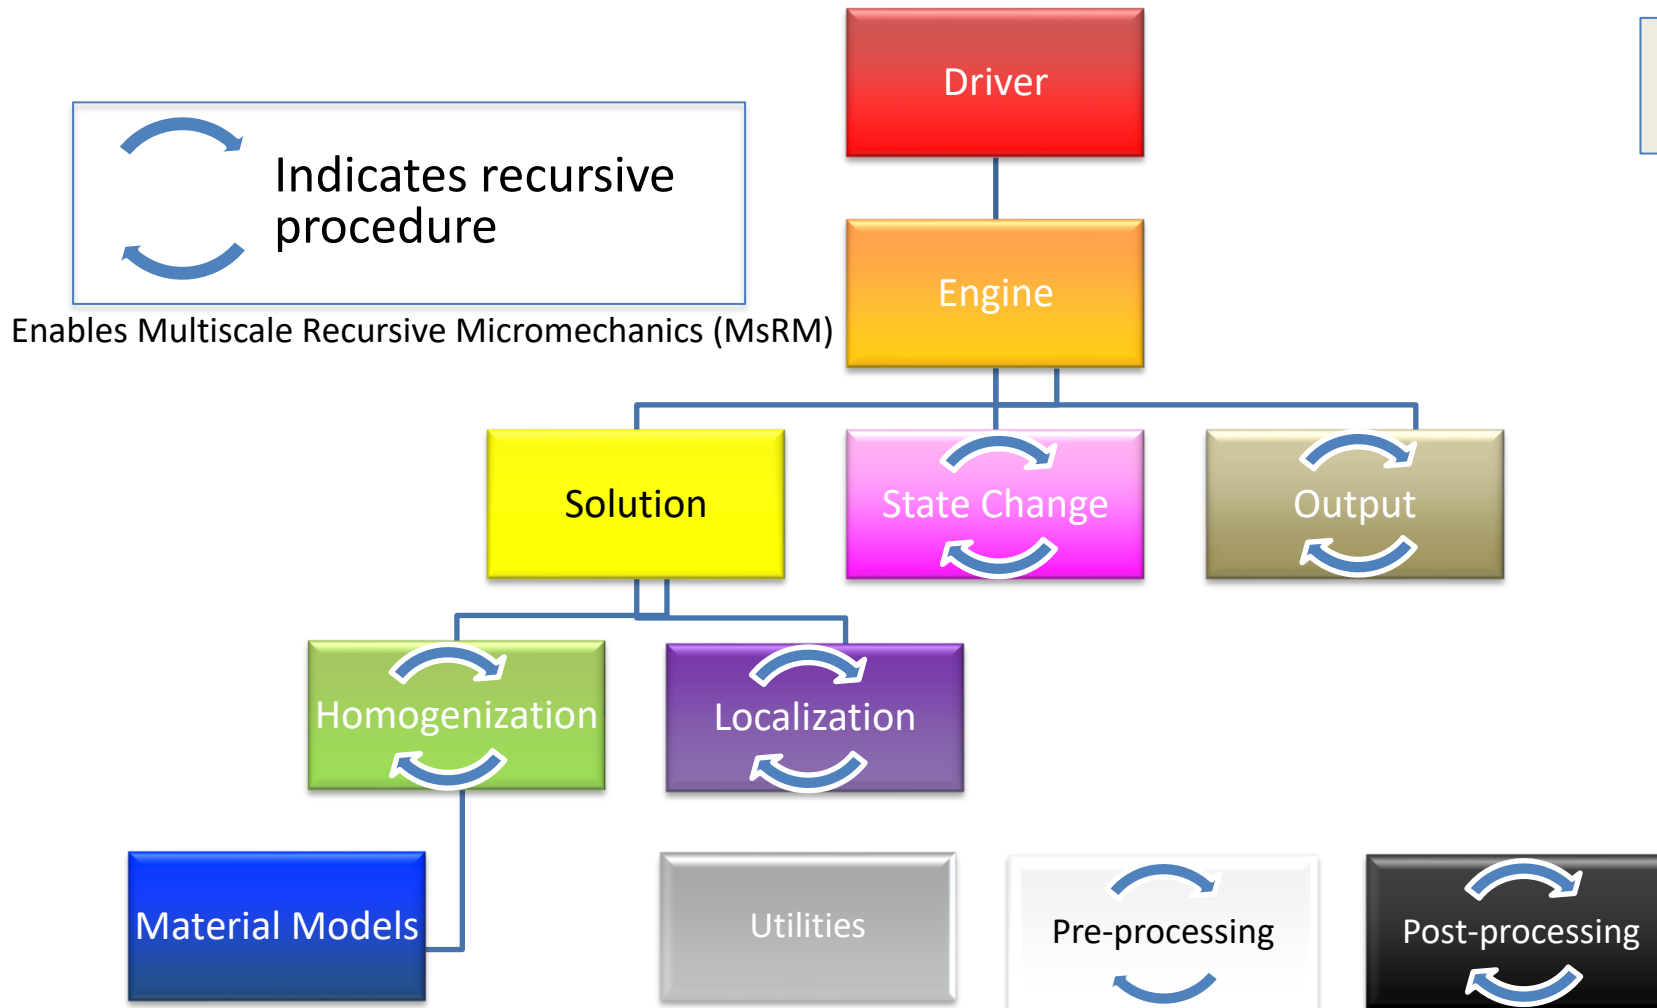 Driver
Indicates recursive
procedure
Enables Multiscale Recursive Micromechanics (MsRM)
Engine
Solution
State Change
Output
Homogenization
Localization
Material Models
Utilities
Pre-processing
Post-processing